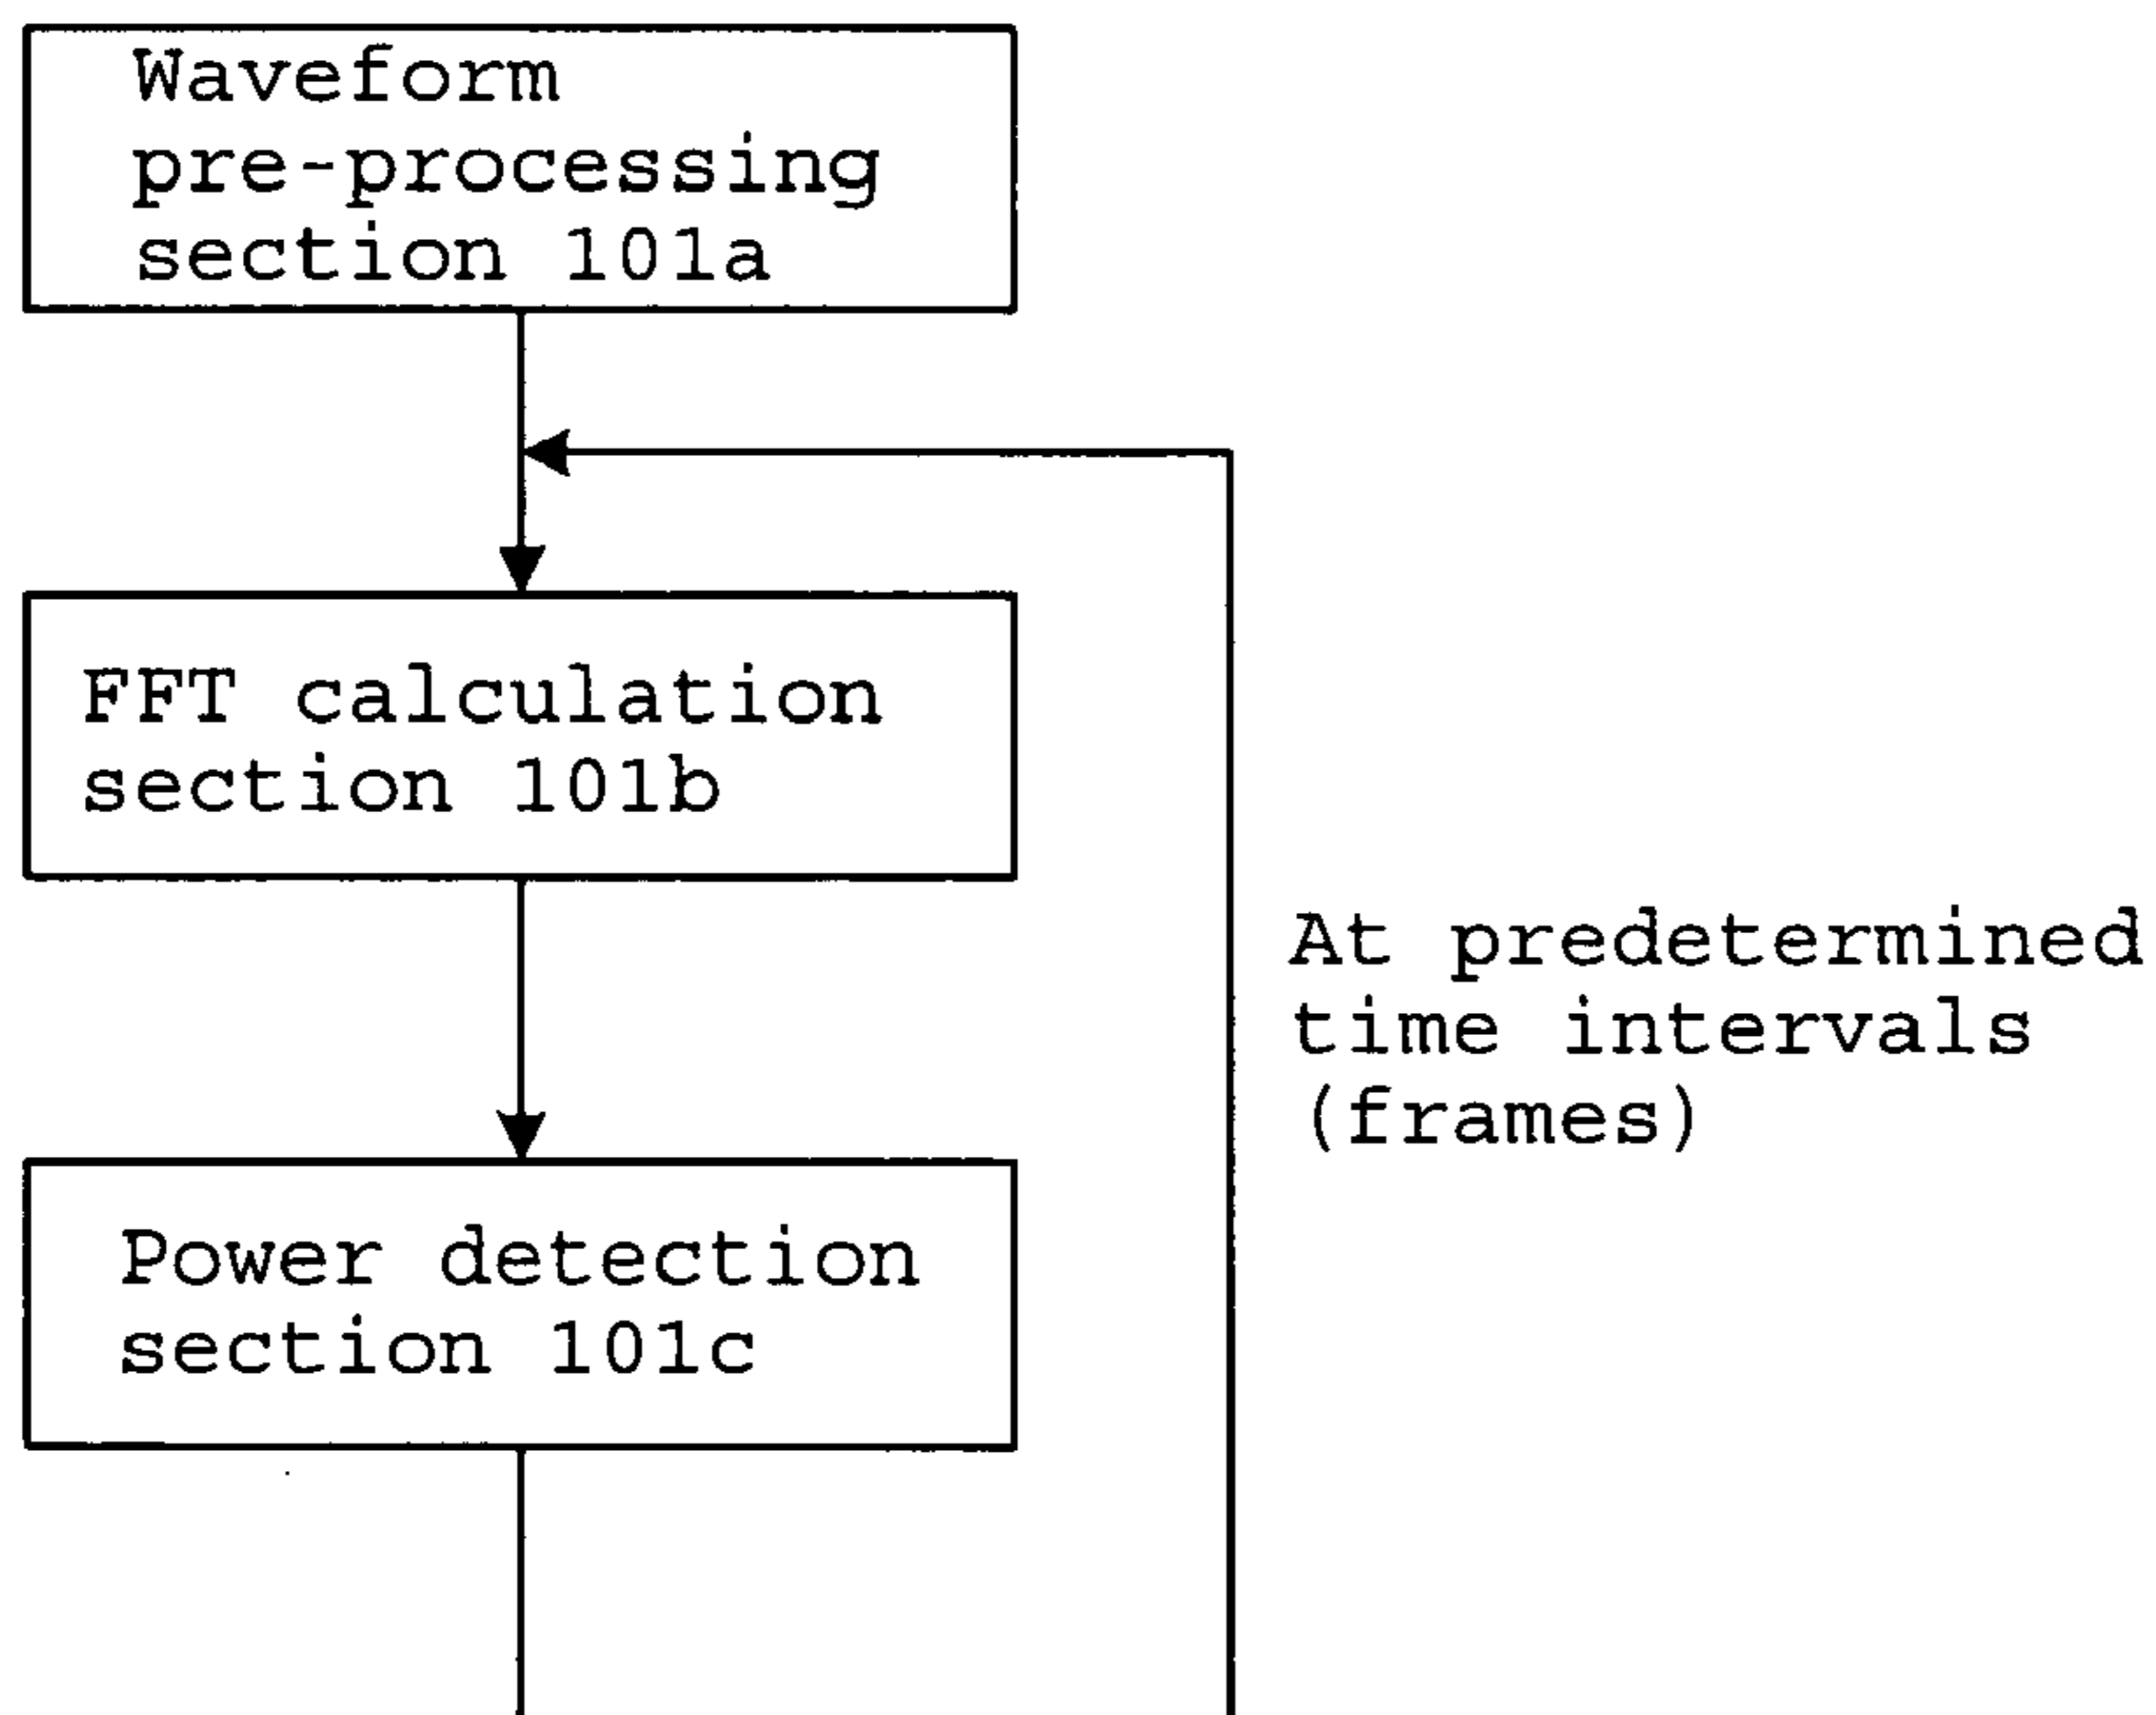 Waveform
pre-processing
section 101a
FFT calculation
section 101b
At predetermined
time intervals
(frames)
Power detection
section 101c